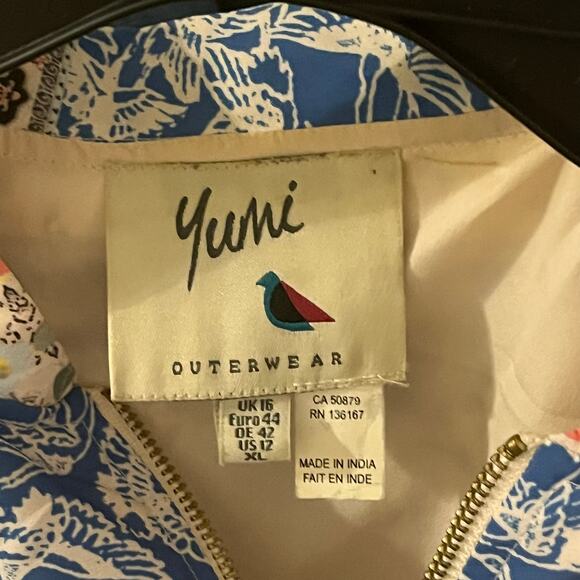 yumi
OUTERWEAR
UK 16
Euro 44
DE 42
US 12
XL
CA 50879
RN 136167
MADE IN INDIA
FAIT EN INDE